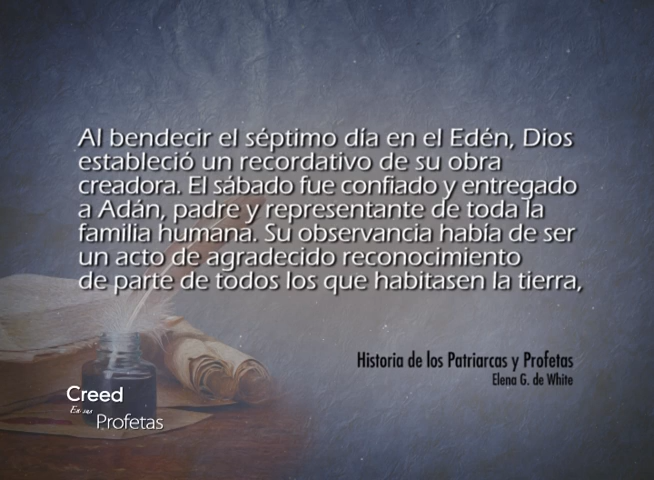 Al bendecir el séptimo día en el Edén, Dios
estableció un recordativo de su obra
creadora. El sábado fue confiado y entregado
a Adán, padre y representante de toda la
familia humana. Su observancia había de ser
un acto de agradecido reconocimiento
de parte de todos los que habitasen la tierra,
Historia de los Patriarcas y Profetas
Elena G. de White
Creed
En sus
Profetas